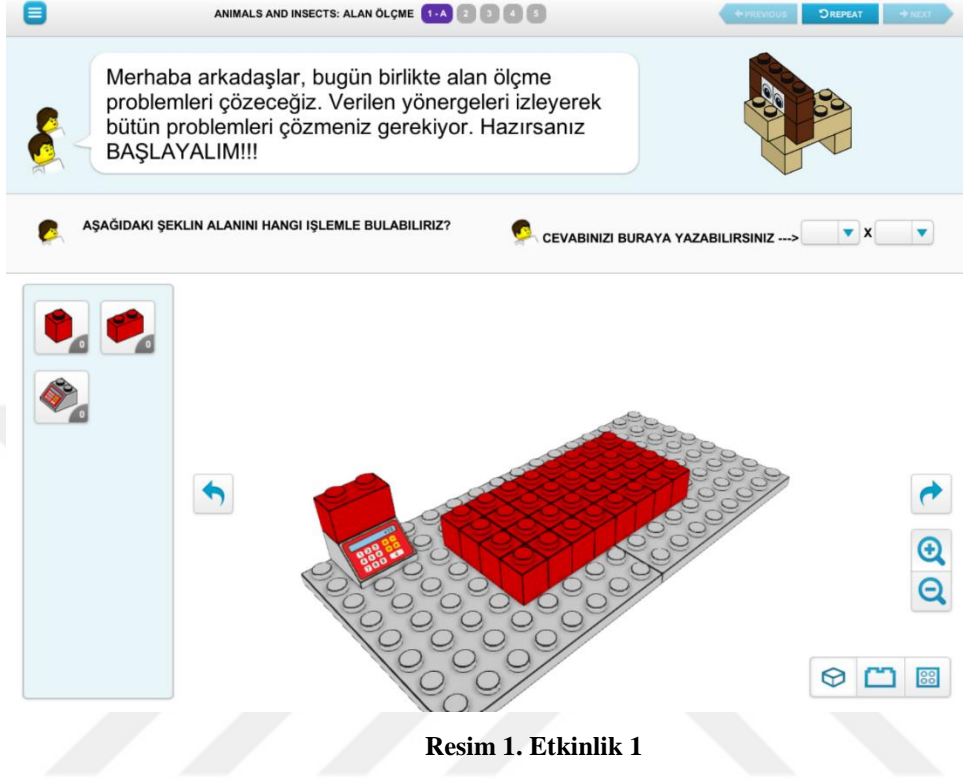 ANIMALS AND INSECTS: ALAN ÖLÇME 1 - A 2 3 4 5
PREVIOUS REPEAT NEXT
Merhaba arkadaşlar, bugün birlikte alan ölçme
problemleri çözeceğiz. Verilen yönergeleri izleyerek
bütün problemleri çözmeniz gerekiyor. Hazırsanız
BAŞLAYALIM!!!
AŞAĞIDAKI ŞEKLIN ALANINI HANGI IŞLEMLE BULABILIRIZ?
CEVABINIZI BURAYA YAZABILIRSINIZ ---> X
0 0
0
Resim 1. Etkinlik 1